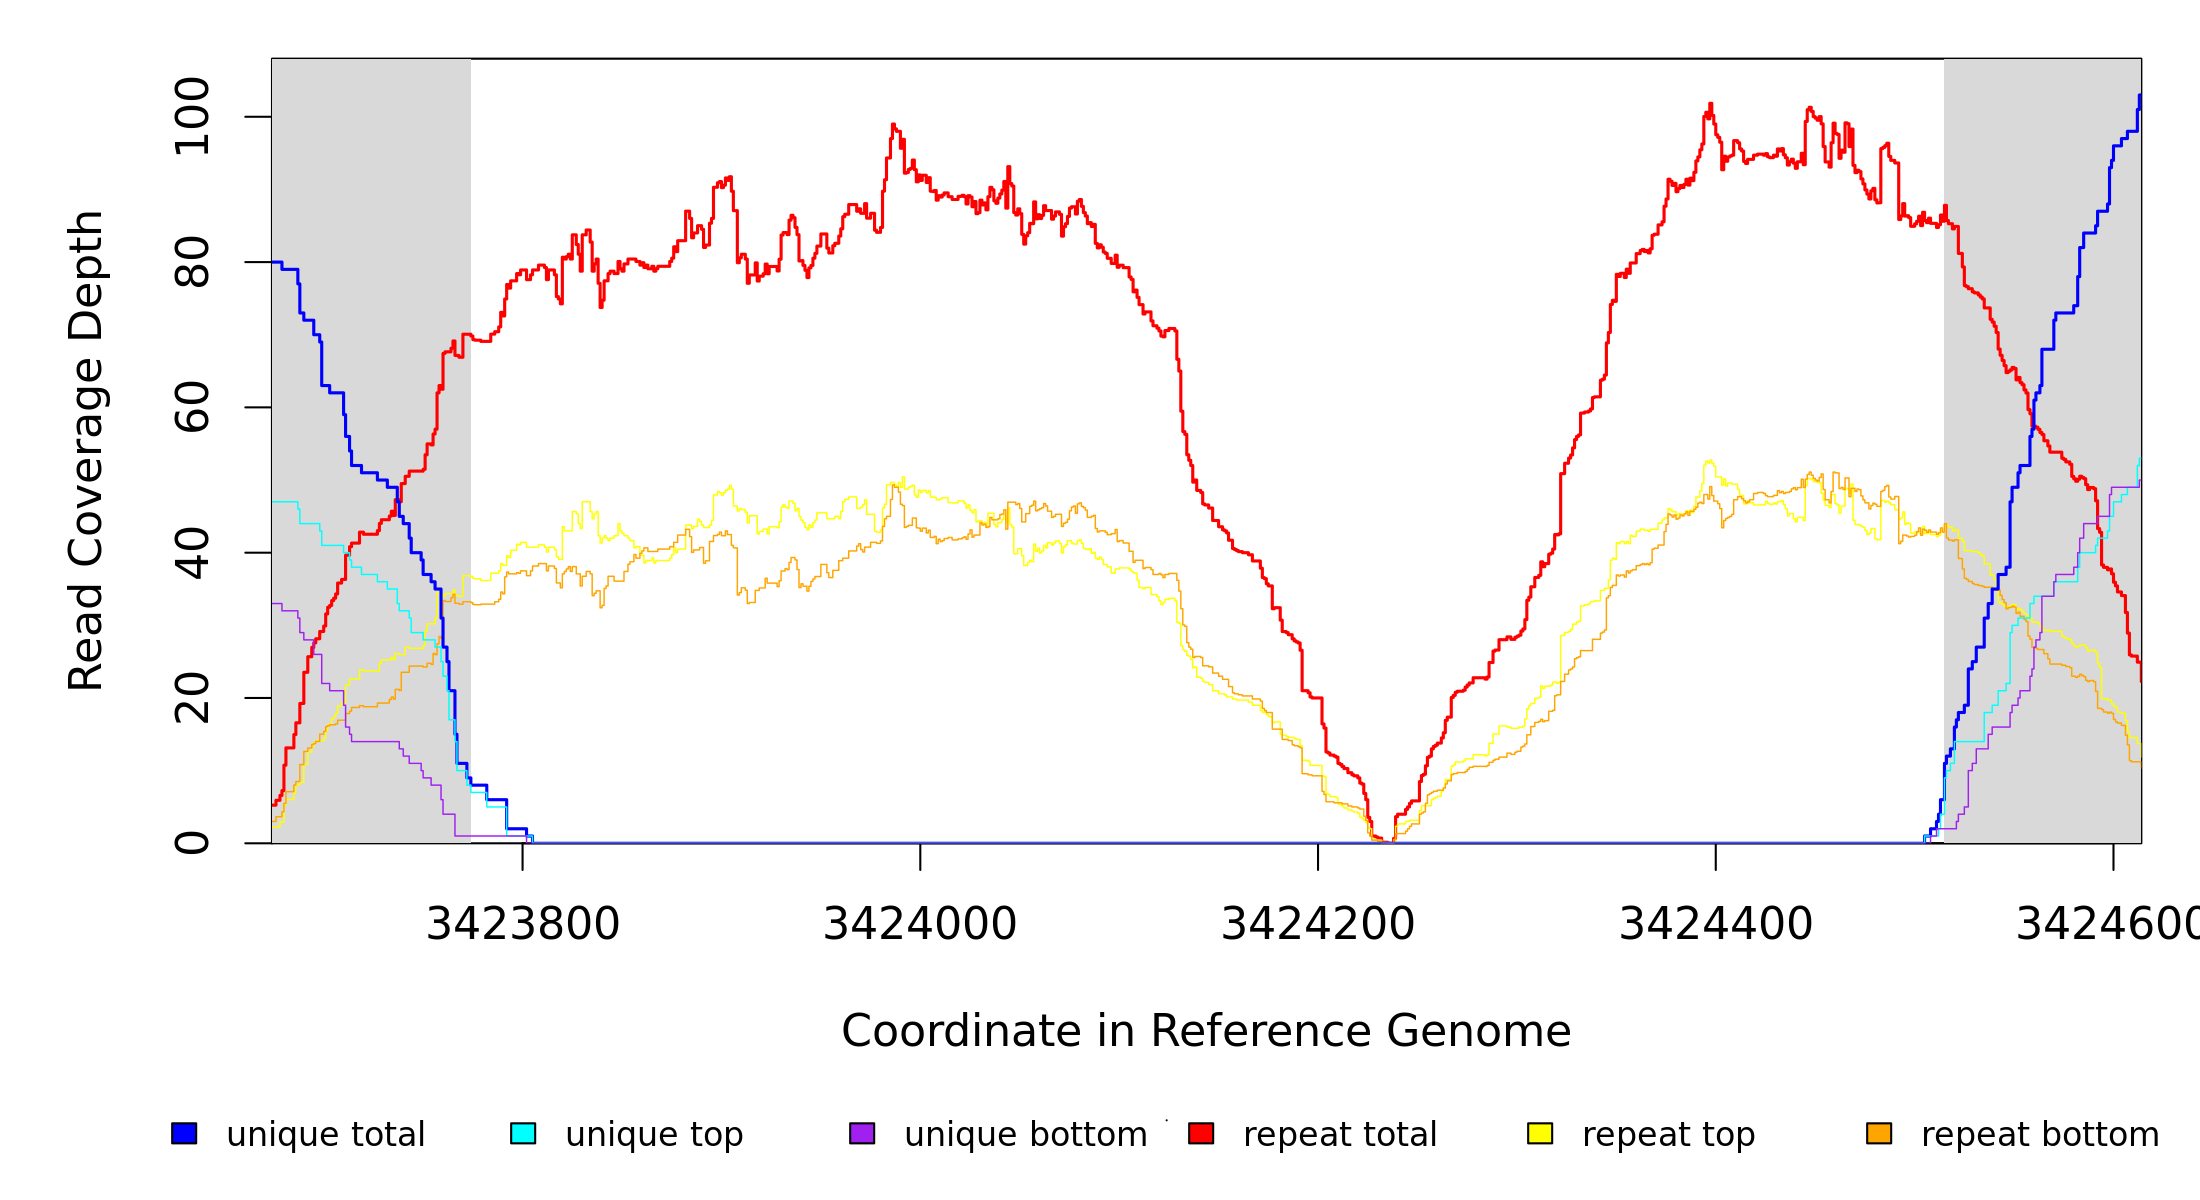 Read Coverage Depth
100
80
60
40
20
0
3423800 3424000 3424200 3424400 3424600
Coordinate in Reference Genome
unique total unique top unique bottom repeat total repeat top repeat bottom